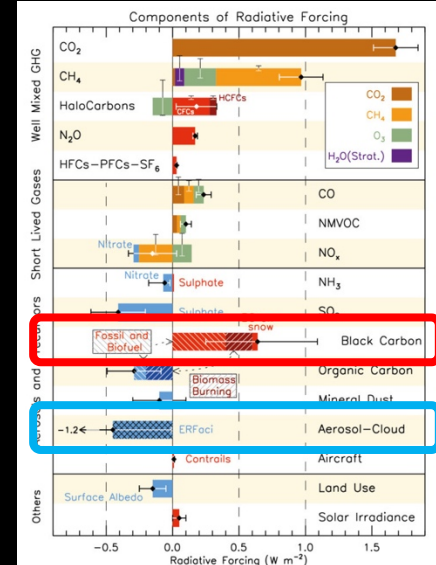 Components of Radiative Forcing
Well Mixed GHG
CO2
CH4
HaloCarbons
HCFCs
CFCs
N2O
HFCs-PFCs-SF6
CO2
CH4
O3
H2O(Strat.)
Short Lived Gases
CO
NMVOC
Nitrate
NOx
Aerosols and
Nitrate
Sulphate
NH3
Sulphate
Fossil and
Biofuel
snow
Black Carbon
Biomass
Burning
Organic Carbon
Mineral Dust
-1.2
ERFaci
Aerosol-Cloud
Contrails
Aircraft
Others
Surface Albedo
Land Use
Solar Irradiance
-0.5 0.0 0.5 1.0 1.5
Radiative Forcing (W m-2)